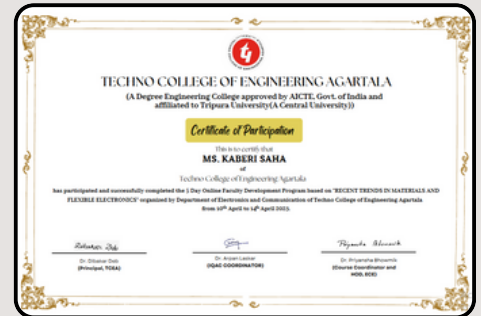 TECHNO COLLEGE OF ENGINEERING AGARTALA
(A Degree Engineering College approved by AICTE, Govt. of India and
affiliated to Tripura University(A Central University))
Certificate of Participation
This is to certify that
MS. KABERI SAHA
of
Techno College of Engineering Agartala
has participated and successfully completed the 5 Day Online Faculty Development Program based on "RECENT TRENDS IN MATERIALS AND
FLEXIBLE ELECTRONICS" organized by Department of Electronics and Communication of Techno College of Engineering Agartala
from 10th April to 14th April 2023.
Dr. Dibakar Deb
(Principal, TCEA)
(IQAC COORDINATOR)
Priyansha Bhowmik
Dr. Priyansha Bhowmik
(Course Coordinator and
HOD, ECE)